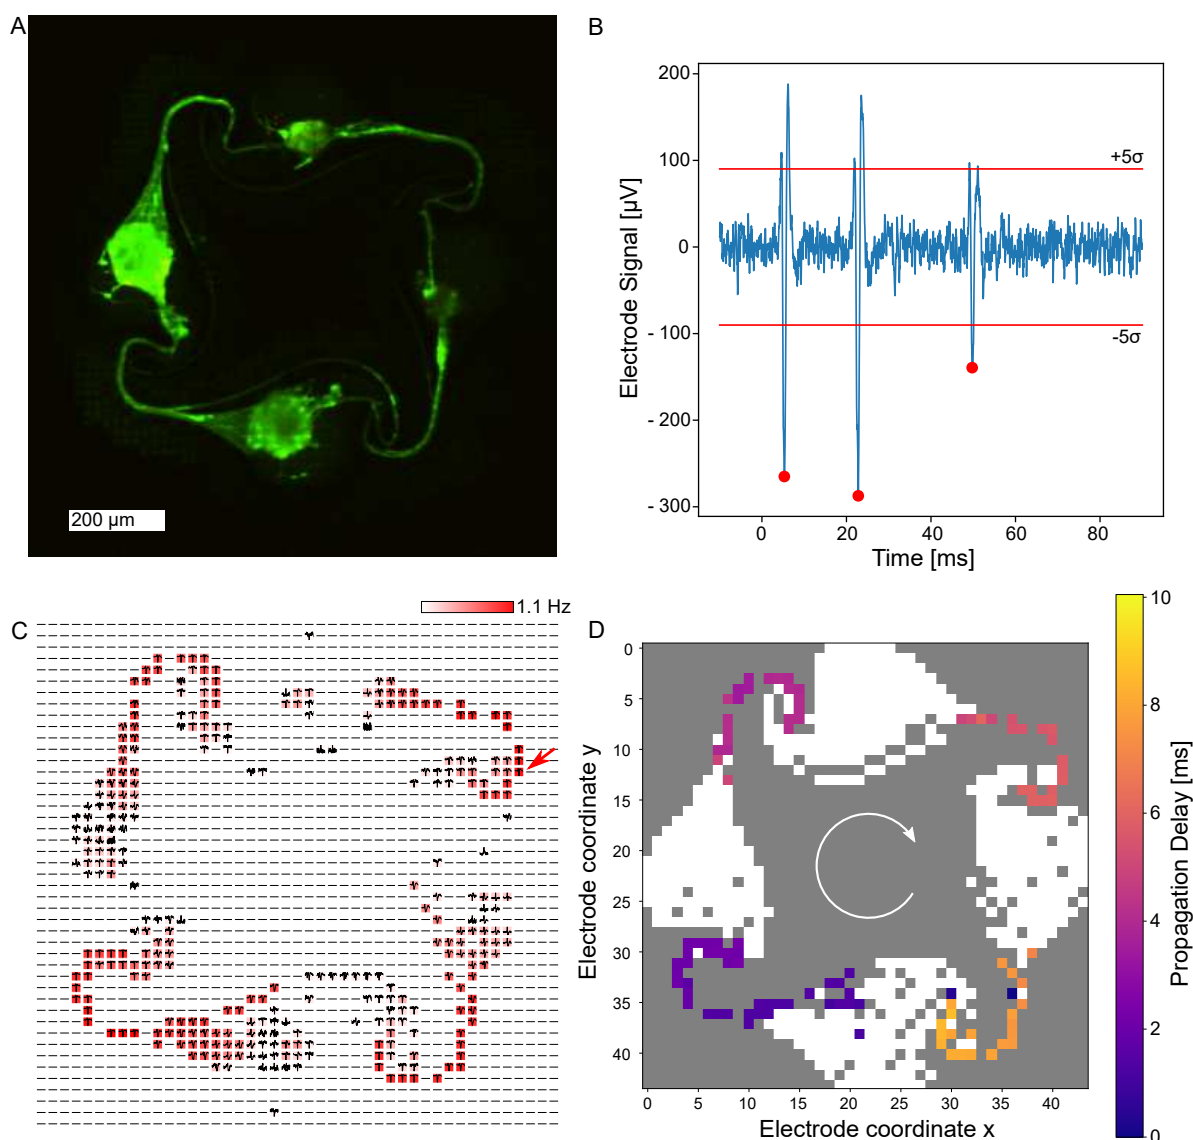 A
200 µm
B
Electrode Signal [µV]
200
100
0
- 100
- 200
- 300
+5σ
-5σ
0
20
40
60
80
Time [ms]
C
1.1 Hz
D
Electrode coordinate y
0
5
10
15
20
25
30
35
40
0
5
10
15
20
25
30
35
40
Electrode coordinate x
10
8
6
4
2
0
Propagation Delay [ms]